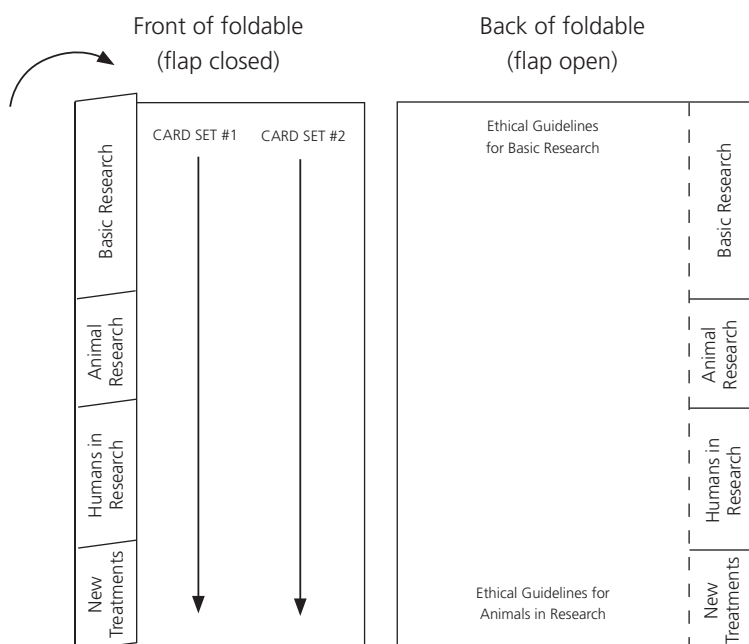 Front of foldable
(flap closed)
Back of foldable
(flap open)
Basic Research
Animal
Research
Humans in
Research
New
Treatments
CARD SET #1
CARD SET #2
Ethical Guidelines
for Basic Research
Ethical Guidelines for
Animals in Research
Basic Research
Animal
Research
Humans in
Research
New
Treatments